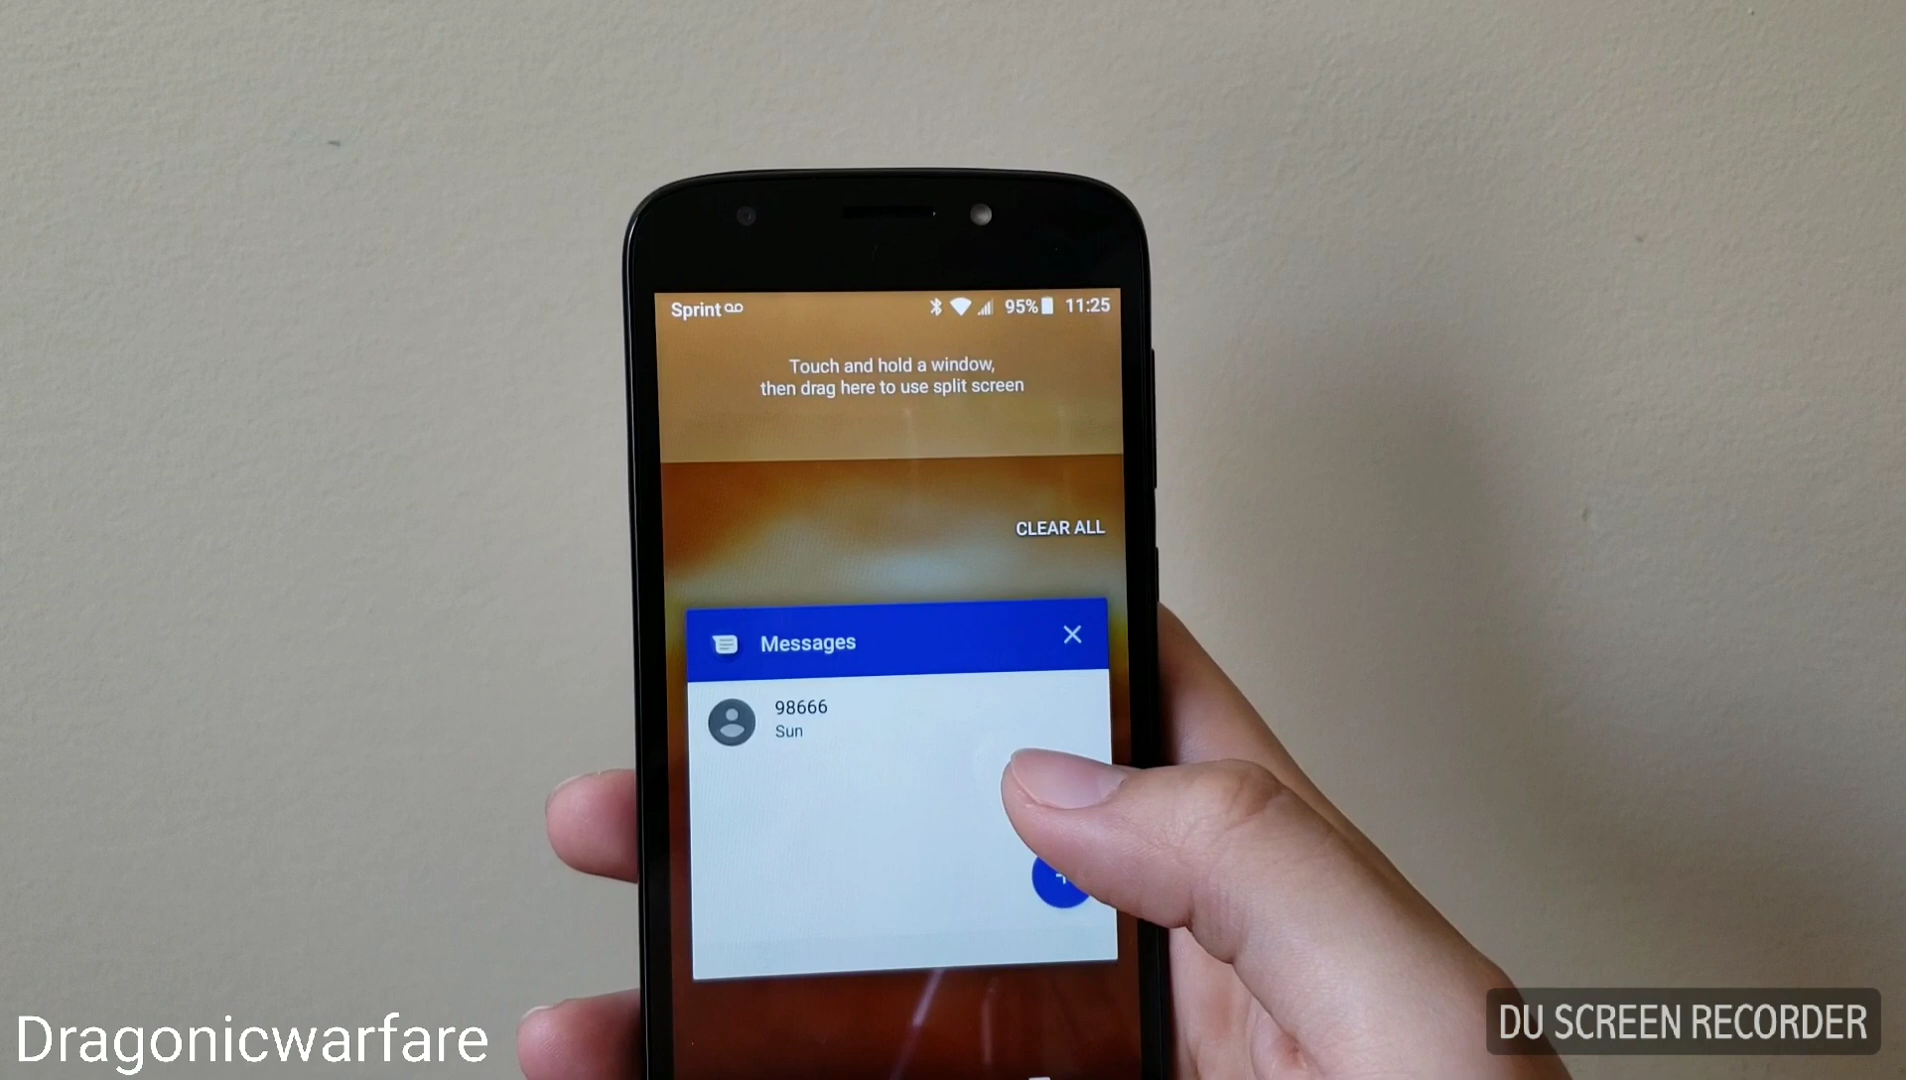 Sprint
95% 11:25
Touch and hold a window,
then drag here to use split screen
CLEAR ALL
Messages
98666
Sun
Dragonicwarfare
DU SCREEN RECORDER